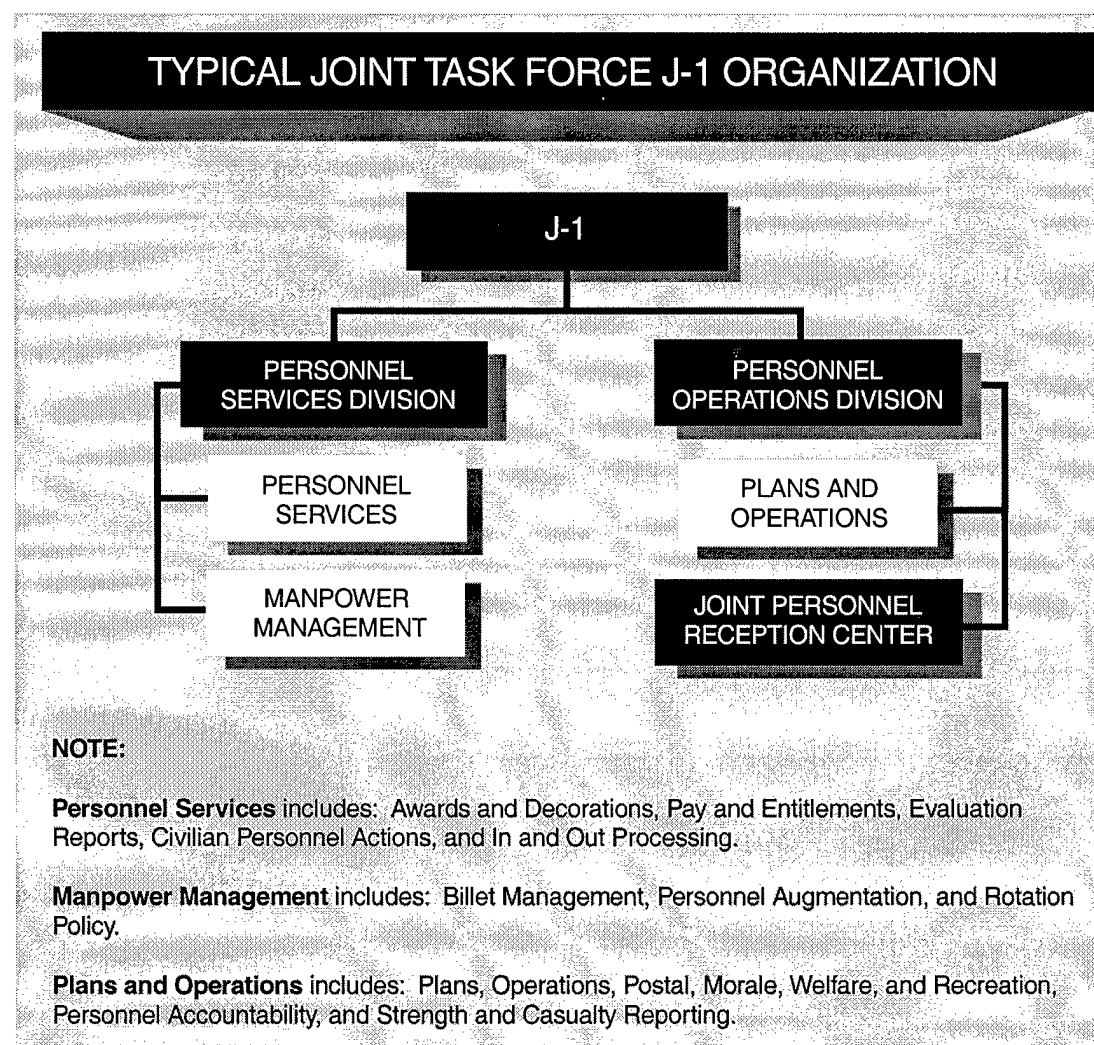 TYPICAL JOINT TASK FORCE J-1 ORGANIZATION
J-1
PERSONNEL
SERVICES DIVISION
PERSONNEL
SERVICES
MANPOWER
MANAGEMENT
PERSONNEL
OPERATIONS DIVISION
PLANS AND
OPERATIONS
JOINT PERSONNEL
RECEPTION CENTER
NOTE:
Personnel Services includes: Awards and Decorations, Pay and Entitlements, Evaluation
Reports, Civilian Personnel Actions, and In and Out Processing.
Manpower Management includes: Billet Management, Personnel Augmentation, and Rotation
Policy.
Plans and Operations includes: Plans, Operations, Postal, Morale, Welfare, and Recreation,
Personnel Accountability, and Strength and Casualty Reporting.